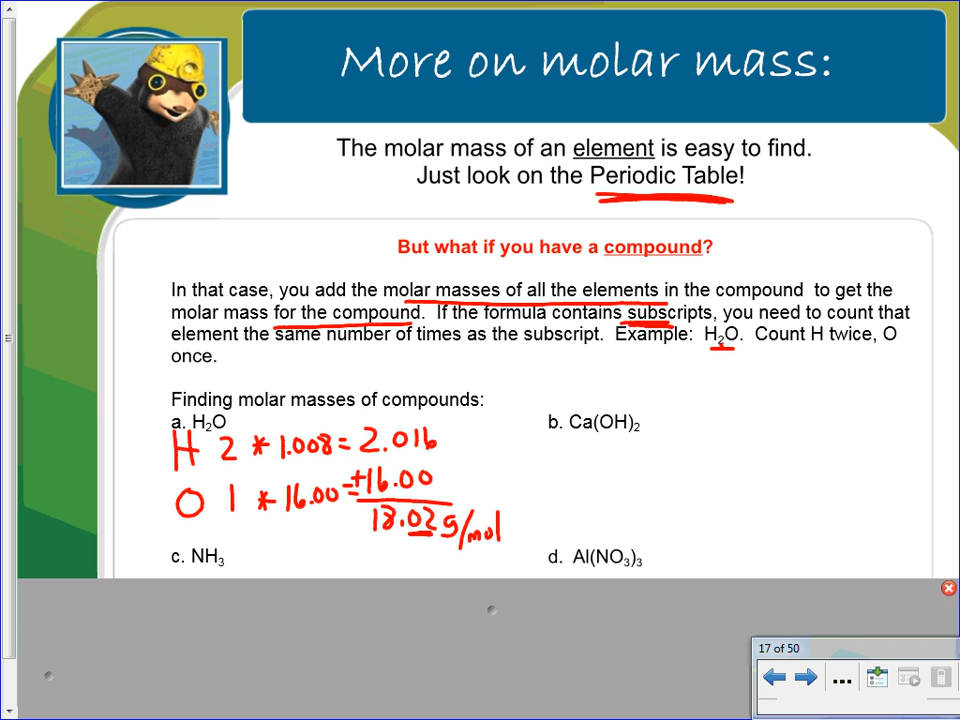 More on molar mass:
The molar mass of an element is easy to find.
Just look on the Periodic Table!
But what if you have a compound?
In that case, you add the molar masses of all the elements in the compound to get the
molar mass for the compound. If the formula contains subscripts, you need to count that
element the same number of times as the subscript. Example: H₂O. Count H twice, O
once.
Finding molar masses of compounds:
a. H₂O
b. Ca(OH)₂
H 2 * 1.008 = 2.016
O 1 * 16.00 = +16.00
18.02 g/mol
c. NH₃
d. Al(NO₃)₃
17 of 50
...